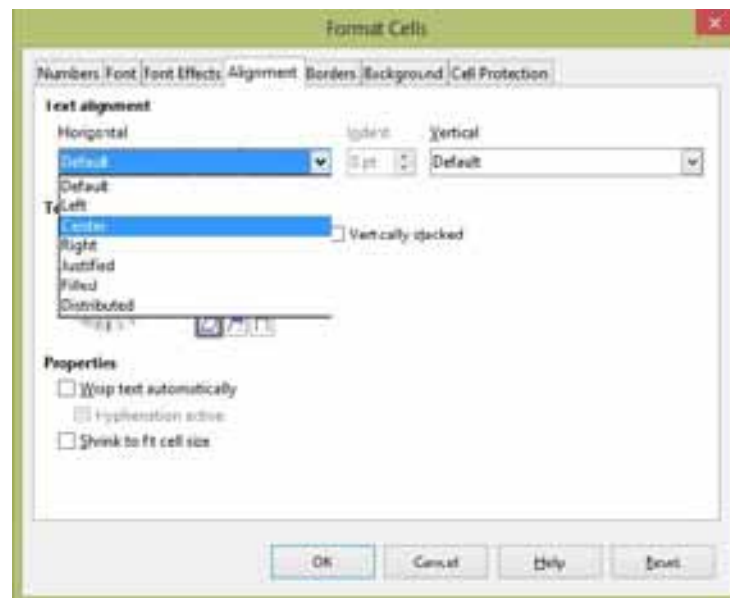 Format Cells
Numbers Font Font Effects Alignment Borders Background Cell Protection
Text alignment
Horizontal Indent Vertical
Default 0 pt Default
Default
Left
Center
Right
Justified
Filled
Distributed
Vertically stacked
Properties
Wrap text automatically
Hyphenation active
Shrink to fit cell size
OK Cancel Help Reset